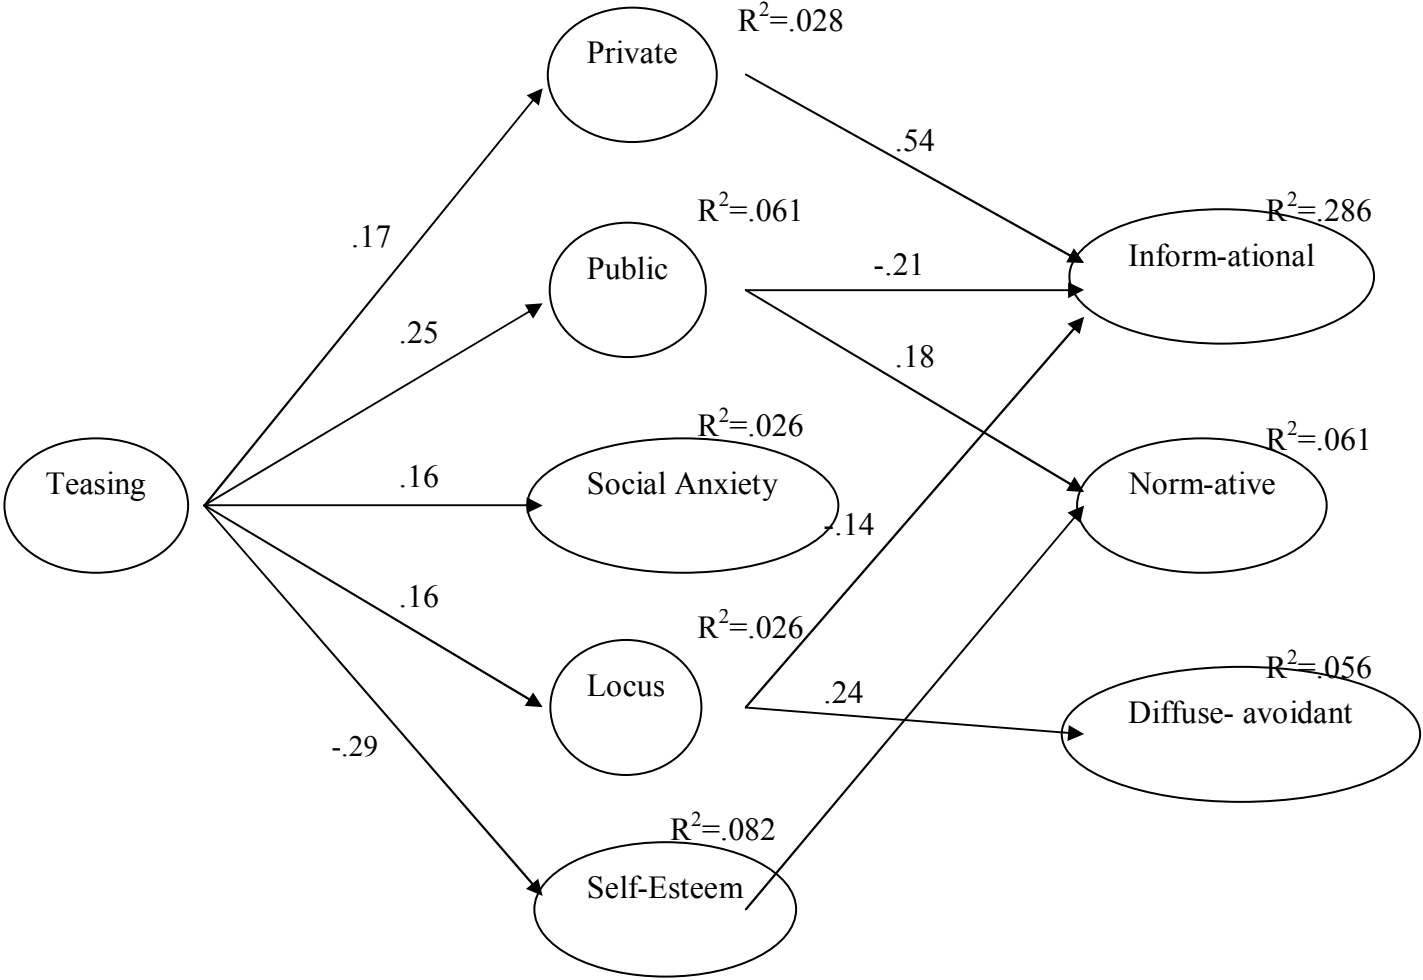 R²=.028
Private
.54
R²=.061
R²=.286
.17
Public
-.21
Inform-ational
.25
.18
R²=.026
R²=.061
Teasing
.16
Social Anxiety
Norm-ative
-.14
.16
R²=.026
R²=.056
Locus
.24
Diffuse- avoidant
-.29
R²=.082
Self-Esteem